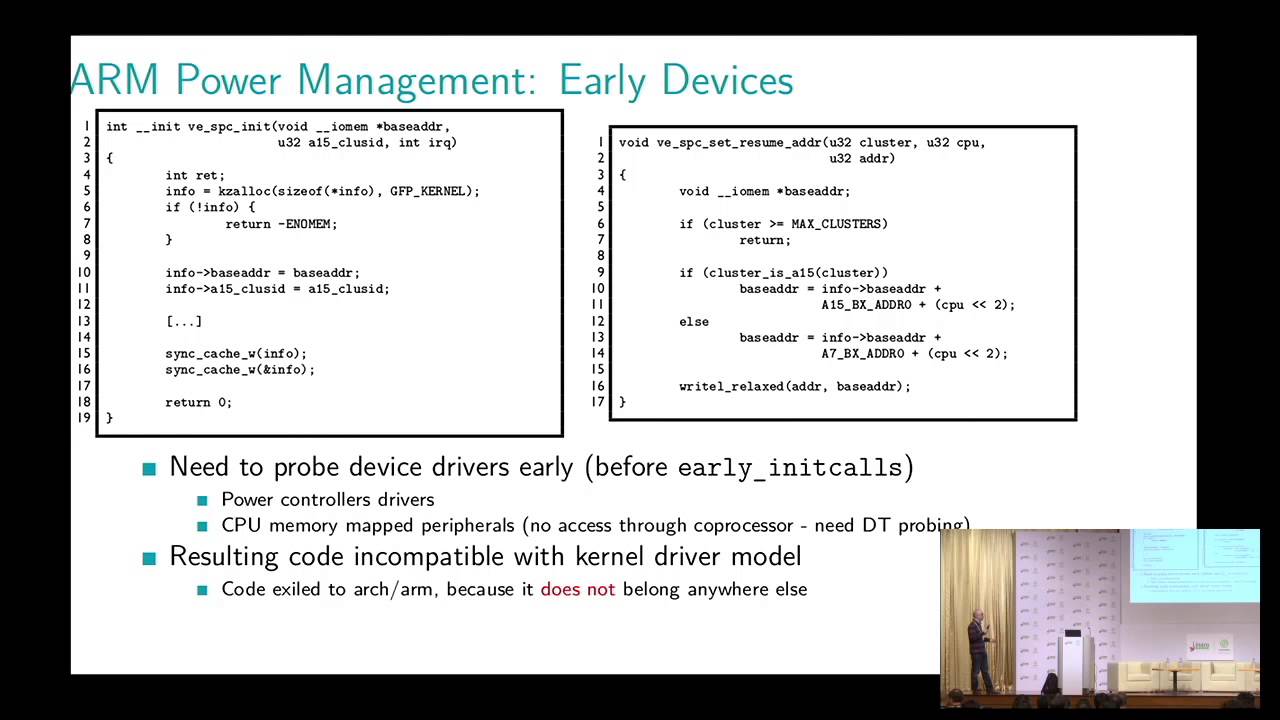 ARM Power Management: Early Devices
1 int __init ve_spc_init(void __iomem *baseaddr,
2 u32 a15_clusid, int irq)
3 {
4 int ret;
5 info = kzalloc(sizeof(*info), GFP_KERNEL);
6 if (!info) {
7 return -ENOMEM;
8 }
9
10 info->baseaddr = baseaddr;
11 info->a15_clusid = a15_clusid;
12
13 [...]
14
15 sync_cache_w(info);
16 sync_cache_w(&info);
17
18 return 0;
19 }
1 void ve_spc_set_resume_addr(u32 cluster, u32 cpu,
2 u32 addr)
3 {
4 void __iomem *baseaddr;
5
6 if (cluster >= MAX_CLUSTERS)
7 return;
8
9 if (cluster_is_a15(cluster))
10 baseaddr = info->baseaddr +
11 A15_BX_ADDR0 + (cpu << 2);
12 else
13 baseaddr = info->baseaddr +
14 A7_BX_ADDR0 + (cpu << 2);
15
16 writel_relaxed(addr, baseaddr);
17 }
Need to probe device drivers early (before early_initcalls)
Power controllers drivers
CPU memory mapped peripherals (no access through coprocessor - need DT probing)
Resulting code incompatible with kernel driver model
Code exiled to arch/arm, because it does not belong anywhere else